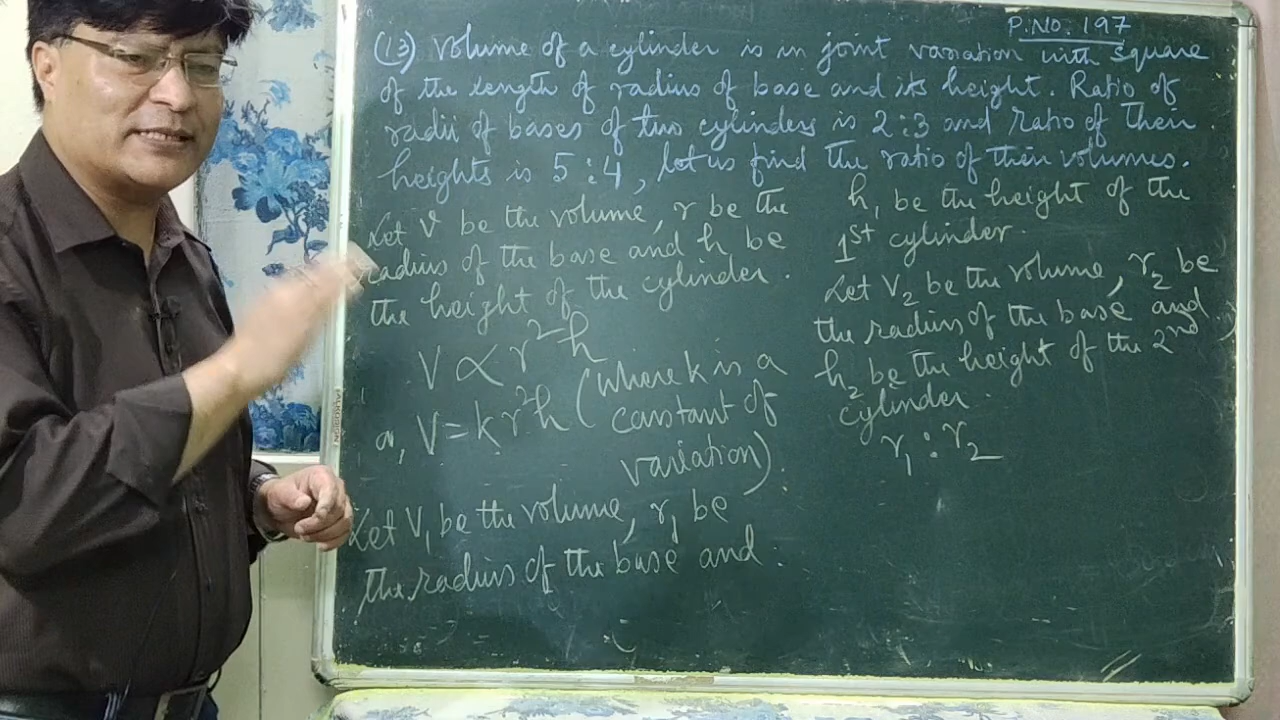 P.NO. 197
(13) Volume of a cylinder is in joint variation with square
of the length of radius of base and its height. Ratio of
radii of bases of two cylinders is 2:3 and ratio of their
heights is 5:4, let us find the ratio of their volumes.
Let V be the volume, r be the
radius of the base and h be
the height of the cylinder.
V ∝ r²h
or, V = kr²h (where k is a
constant of
variation).
Let V₁ be the volume, r₁ be
the radius of the base and
h₁ be the height of the
1st cylinder.
Let V₂ be the volume, r₂ be
the radius of the base and
h₂ be the height of the 2nd
cylinder.
r₁ : r₂